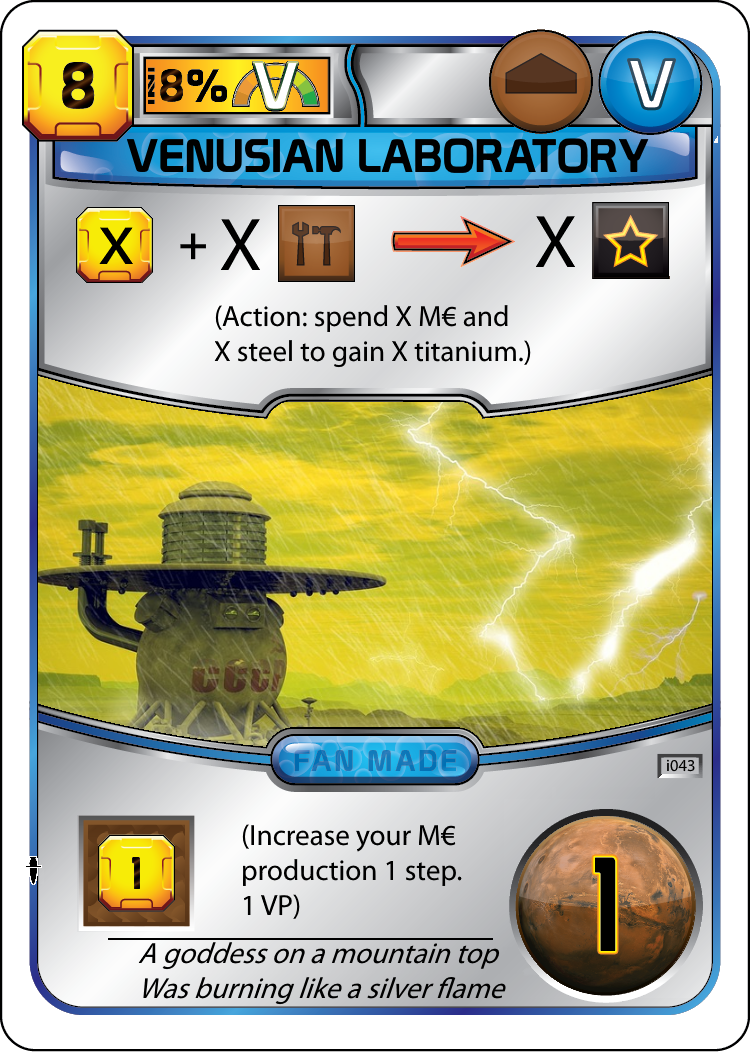 8
8% V
V
VENUSIAN LABORATORY
X + X → X
(Action: spend X M€ and
X steel to gain X titanium.)
FAN MADE
i043
1
(Increase your M€
production 1 step.
1 VP)
1
A goddess on a mountain top
Was burning like a silver flame